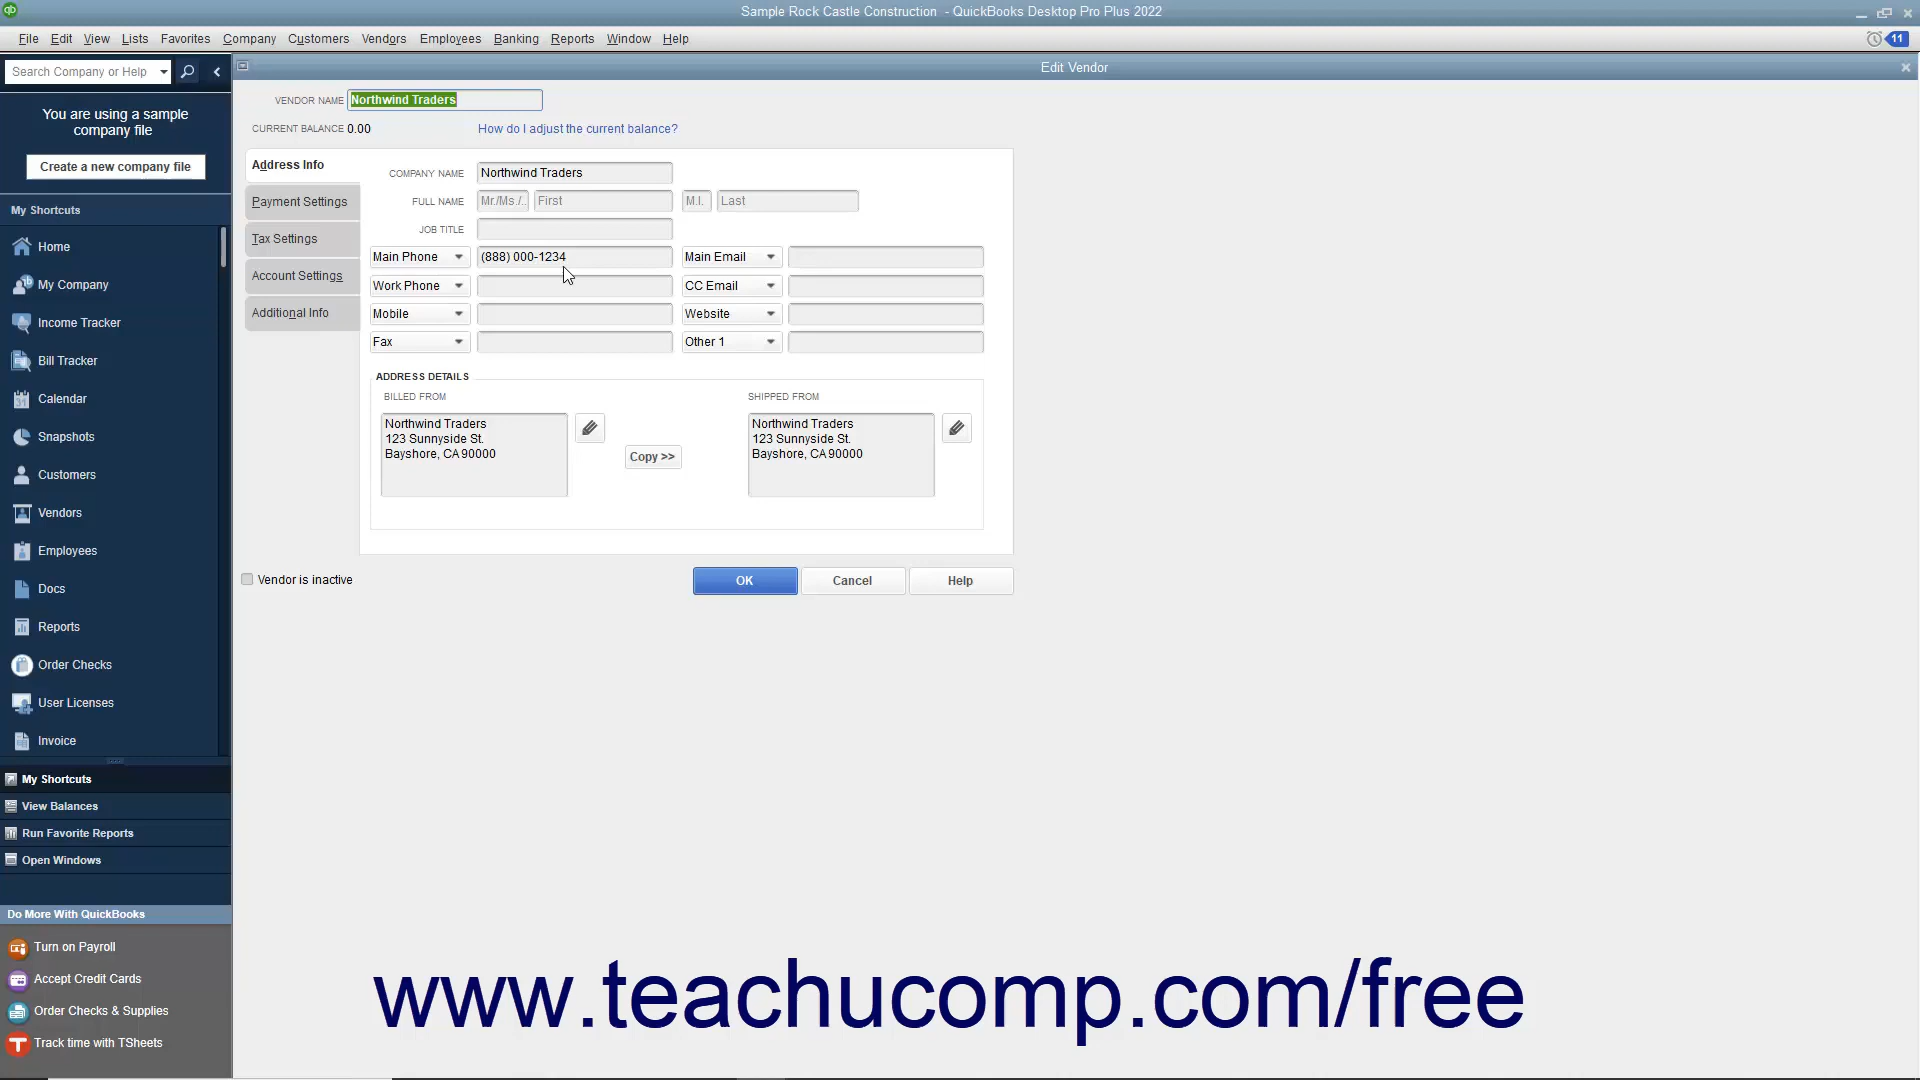 Sample Rock Castle Construction - QuickBooks Desktop Pro Plus 2022
File Edit View Lists Favorites Company Customers Vendors Employees Banking Reports Window Help
11
Search Company or Help
Edit Vendor
You are using a sample
company file
Create a new company file
My Shortcuts
Home
My Company
Income Tracker
Bill Tracker
Calendar
Snapshots
Customers
Vendors
Employees
Docs
Reports
Order Checks
User Licenses
Invoice
My Shortcuts
View Balances
Run Favorite Reports
Open Windows
Do More With QuickBooks
Turn on Payroll
Accept Credit Cards
Order Checks & Supplies
Track time with TSheets
VENDOR NAME Northwind Traders
CURRENT BALANCE 0.00 How do I adjust the current balance?
Address Info
Payment Settings
Tax Settings
Account Settings
Additional Info
COMPANY NAME Northwind Traders
FULL NAME Mr./Ms./.. First M.I. Last
JOB TITLE
Main Phone (888) 000-1234 Main Email
Work Phone CC Email
Mobile Website
Fax Other 1
ADDRESS DETAILS
BILLED FROM
Northwind Traders
123 Sunnyside St.
Bayshore, CA 90000
Copy >>
SHIPPED FROM
Northwind Traders
123 Sunnyside St.
Bayshore, CA 90000
Vendor is inactive
OK Cancel Help
www.teachucomp.com/free